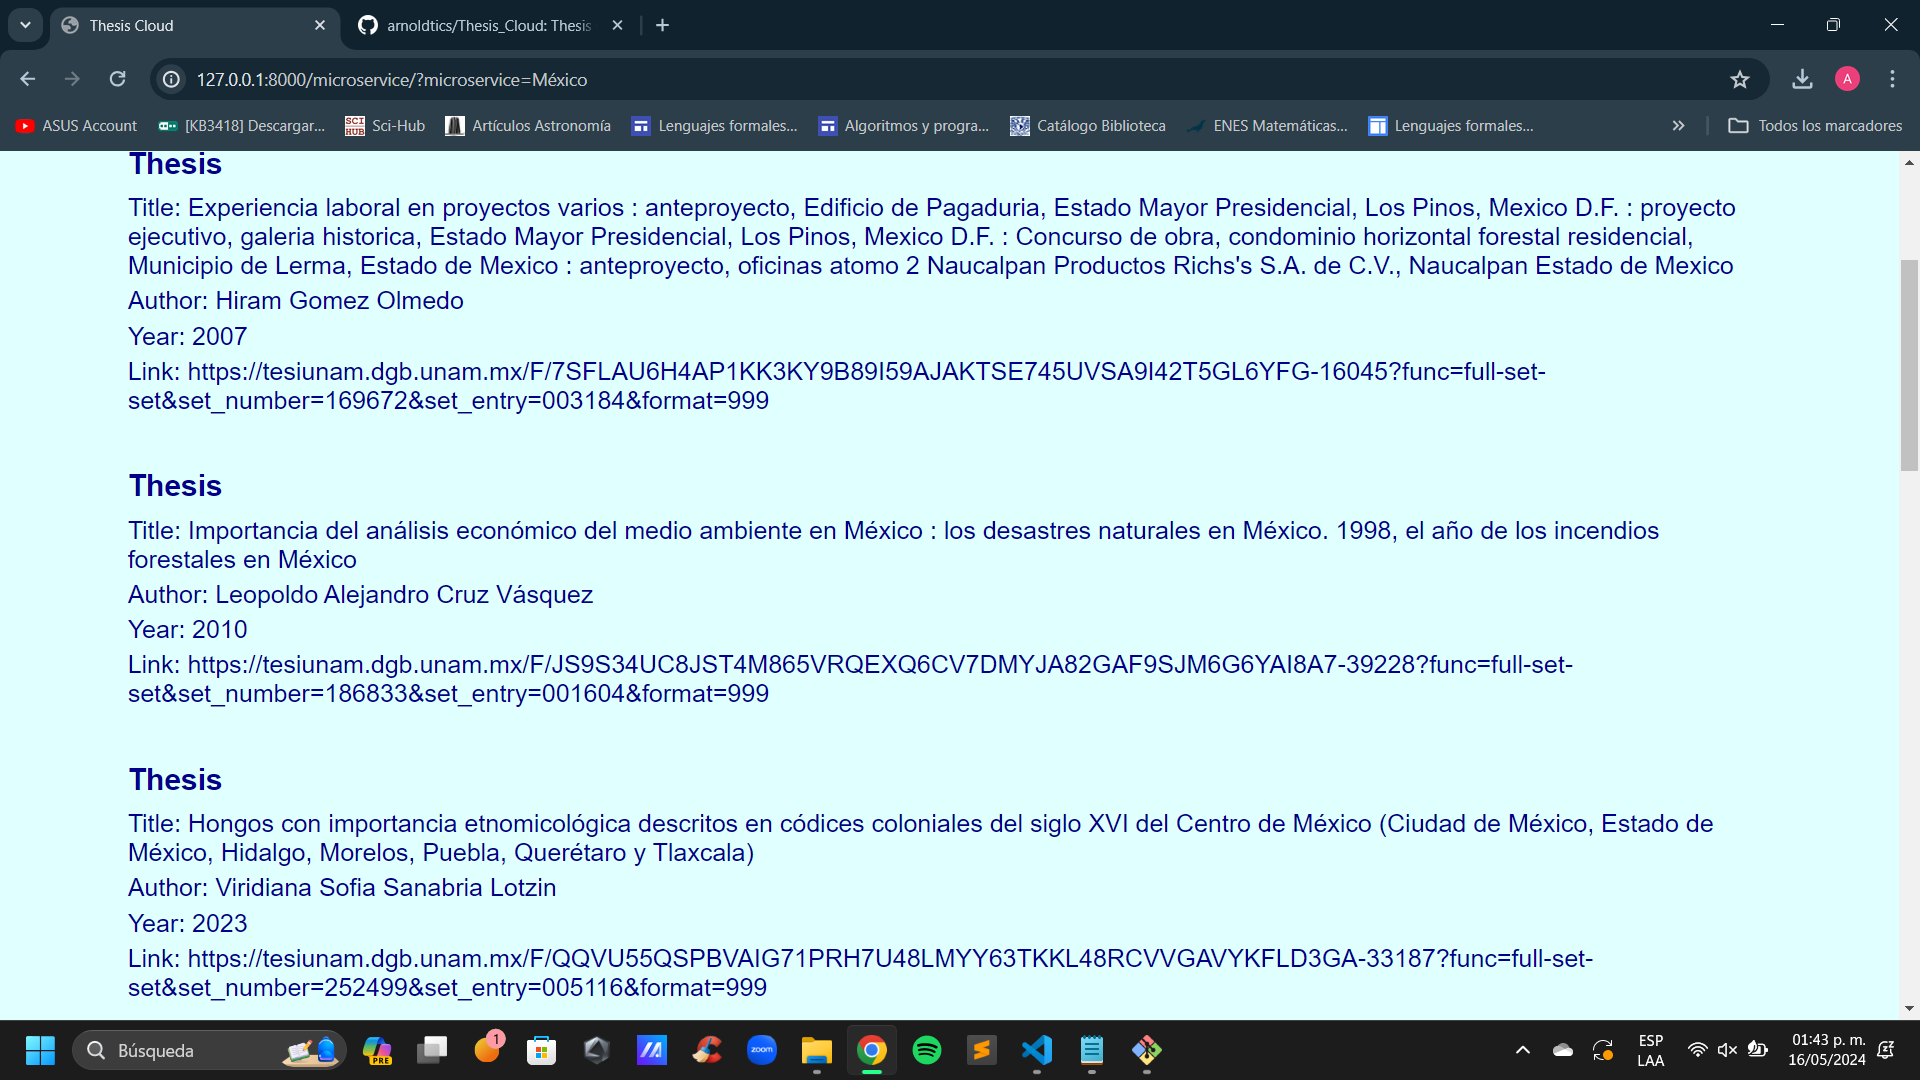 Thesis Cloud
arnoldtics/Thesis_Cloud: Thesis
127.0.0.1:8000/microservice/?microservice=México
A
ASUS Account
[KB3418] Descargar...
SCI HUB
Sci-Hub
Artículos Astronomía
Lenguajes formales...
Algoritmos y progra...
Catálogo Biblioteca
ENES Matemáticas...
Lenguajes formales...
Todos los marcadores
Thesis
Title: Experiencia laboral en proyectos varios : anteproyecto, Edificio de Pagaduria, Estado Mayor Presidencial, Los Pinos, Mexico D.F. : proyecto
ejecutivo, galeria historica, Estado Mayor Presidencial, Los Pinos, Mexico D.F. : Concurso de obra, condominio horizontal forestal residencial,
Municipio de Lerma, Estado de Mexico : anteproyecto, oficinas atomo 2 Naucalpan Productos Richs's S.A. de C.V., Naucalpan Estado de Mexico
Author: Hiram Gomez Olmedo
Year: 2007
Link: https://tesiunam.dgb.unam.mx/F/7SFLAU6H4AP1KK3KY9B89I59AJAKTSE745UVSA9I42T5GL6YFG-16045?func=full-set-
set&set_number=169672&set_entry=003184&format=999
Thesis
Title: Importancia del análisis económico del medio ambiente en México : los desastres naturales en México. 1998, el año de los incendios
forestales en México
Author: Leopoldo Alejandro Cruz Vásquez
Year: 2010
Link: https://tesiunam.dgb.unam.mx/F/JS9S34UC8JST4M865VRQEXQ6CV7DMYJA82GAF9SJM6G6YAI8A7-39228?func=full-set-
set&set_number=186833&set_entry=001604&format=999
Thesis
Title: Hongos con importancia etnomicológica descritos en códices coloniales del siglo XVI del Centro de México (Ciudad de México, Estado de
México, Hidalgo, Morelos, Puebla, Querétaro y Tlaxcala)
Author: Viridiana Sofia Sanabria Lotzin
Year: 2023
Link: https://tesiunam.dgb.unam.mx/F/QQVU55QSPBVAIG71PRH7U48LMYY63TKKL48RCVVGAVYKFLD3GA-33187?func=full-set-
set&set_number=252499&set_entry=005116&format=999
Búsqueda
PRE
1
zoom
ESP
LAA
01:43 p. m.
16/05/2024